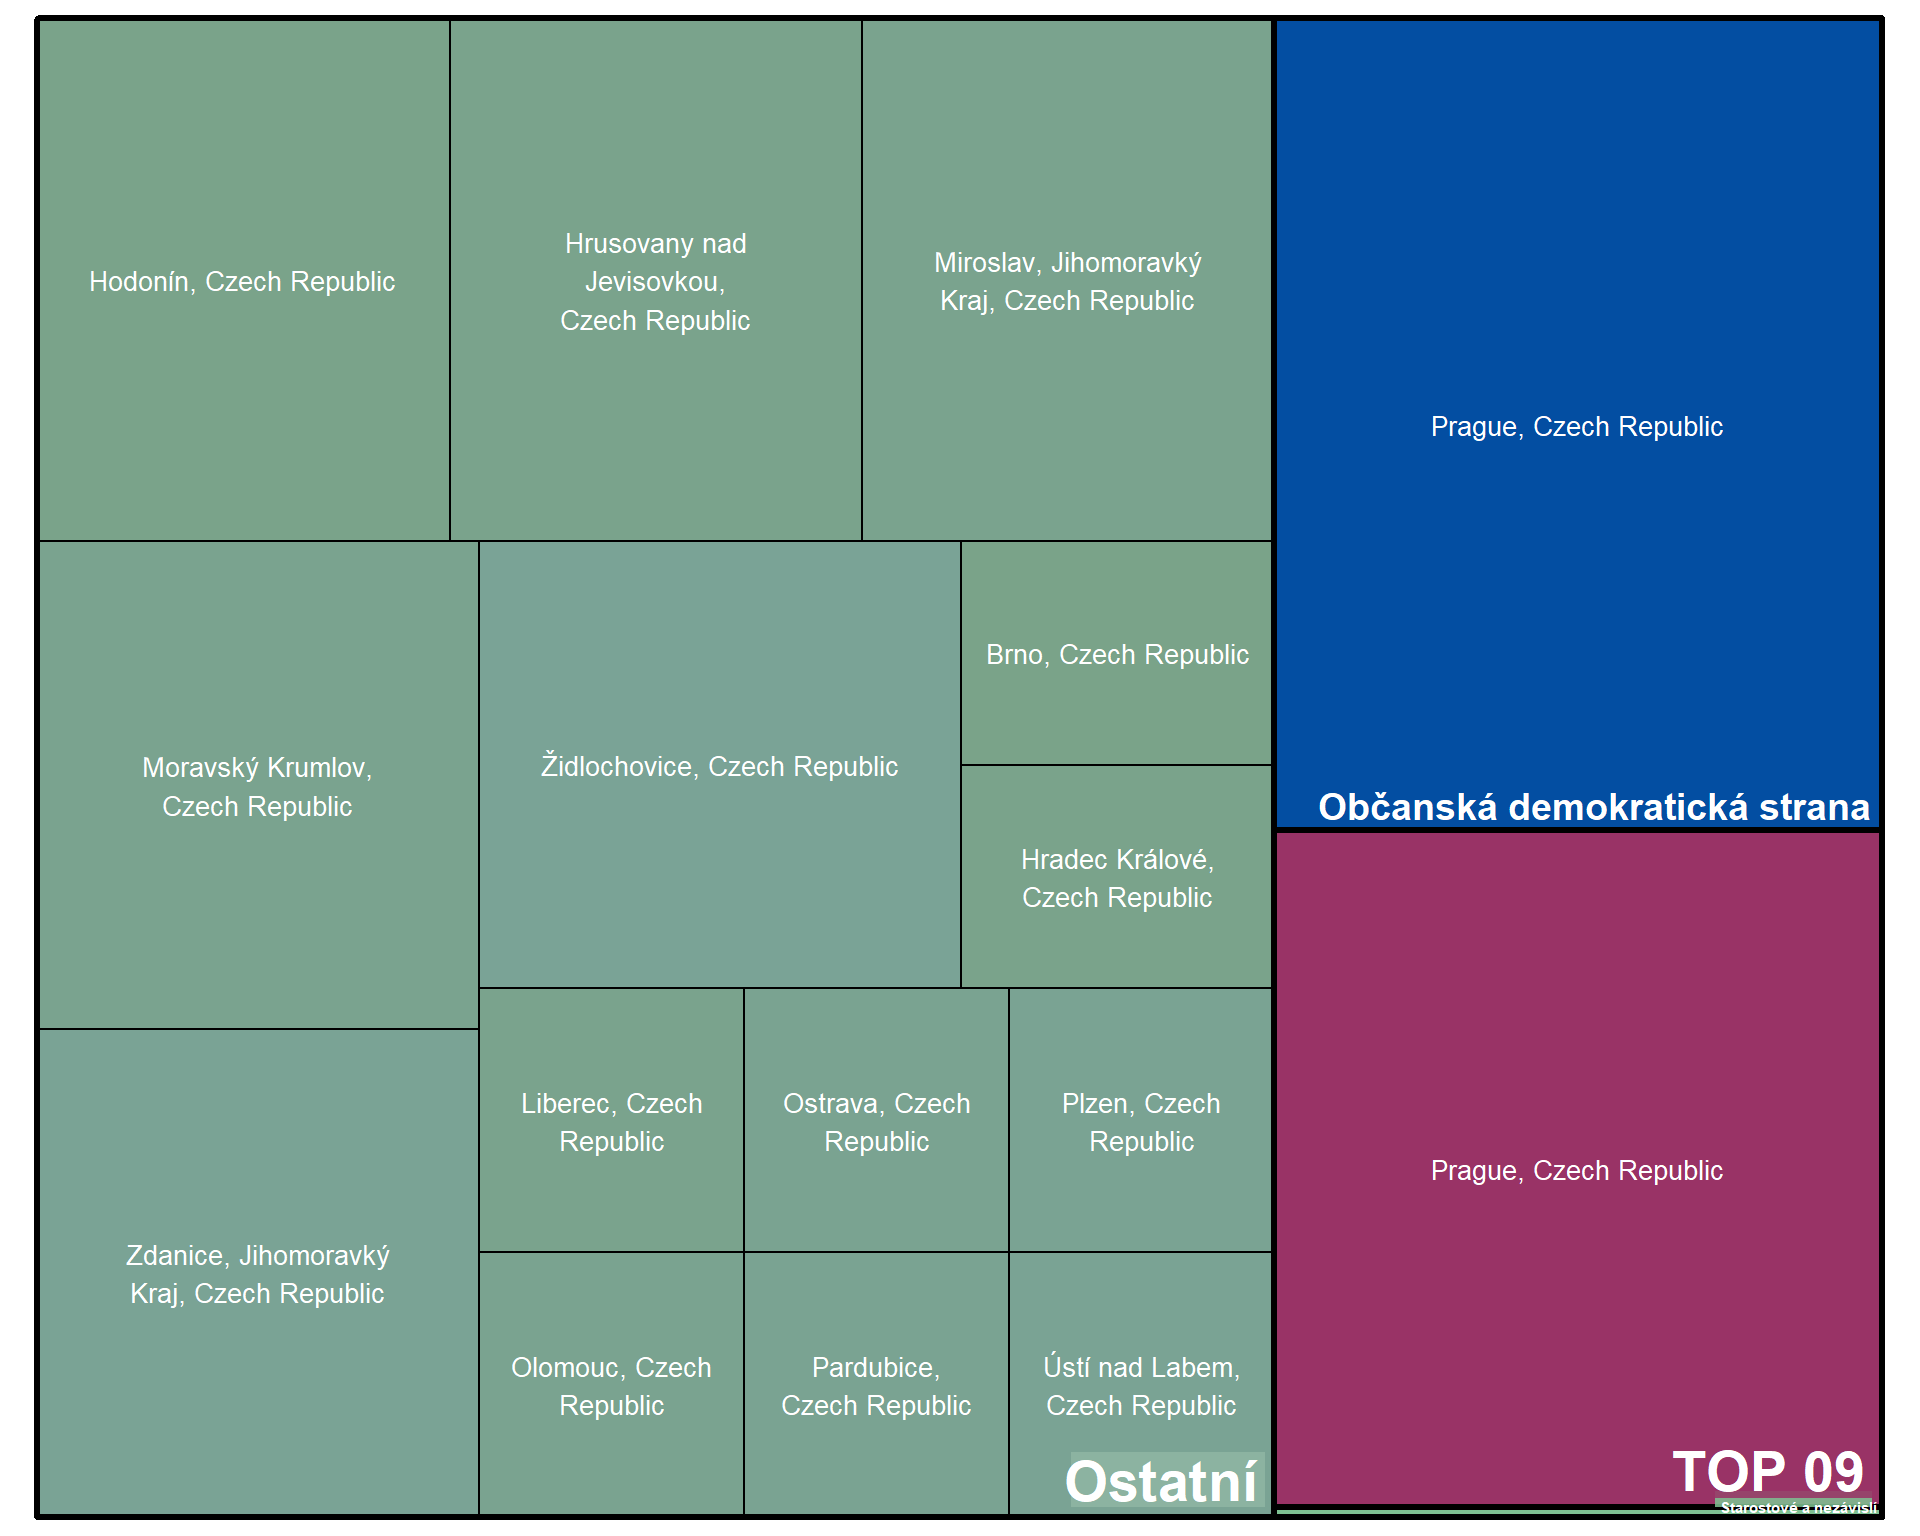 Hodonín, Czech Republic
Hrusovany nad
Jevisovkou,
Czech Republic
Miroslav, Jihomoravký
Kraj, Czech Republic
Moravský Krumlov,
Czech Republic
Židlochovice, Czech Republic
Brno, Czech Republic
Hradec Králové,
Czech Republic
Zdanice, Jihomoravký
Kraj, Czech Republic
Liberec, Czech
Republic
Ostrava, Czech
Republic
Plzen, Czech
Republic
Olomouc, Czech
Republic
Pardubice,
Czech Republic
Ústí nad Labem,
Czech Republic
Ostatní
Prague, Czech Republic
Občanská demokratická strana
Prague, Czech Republic
TOP 09
Starostové a nezávislí